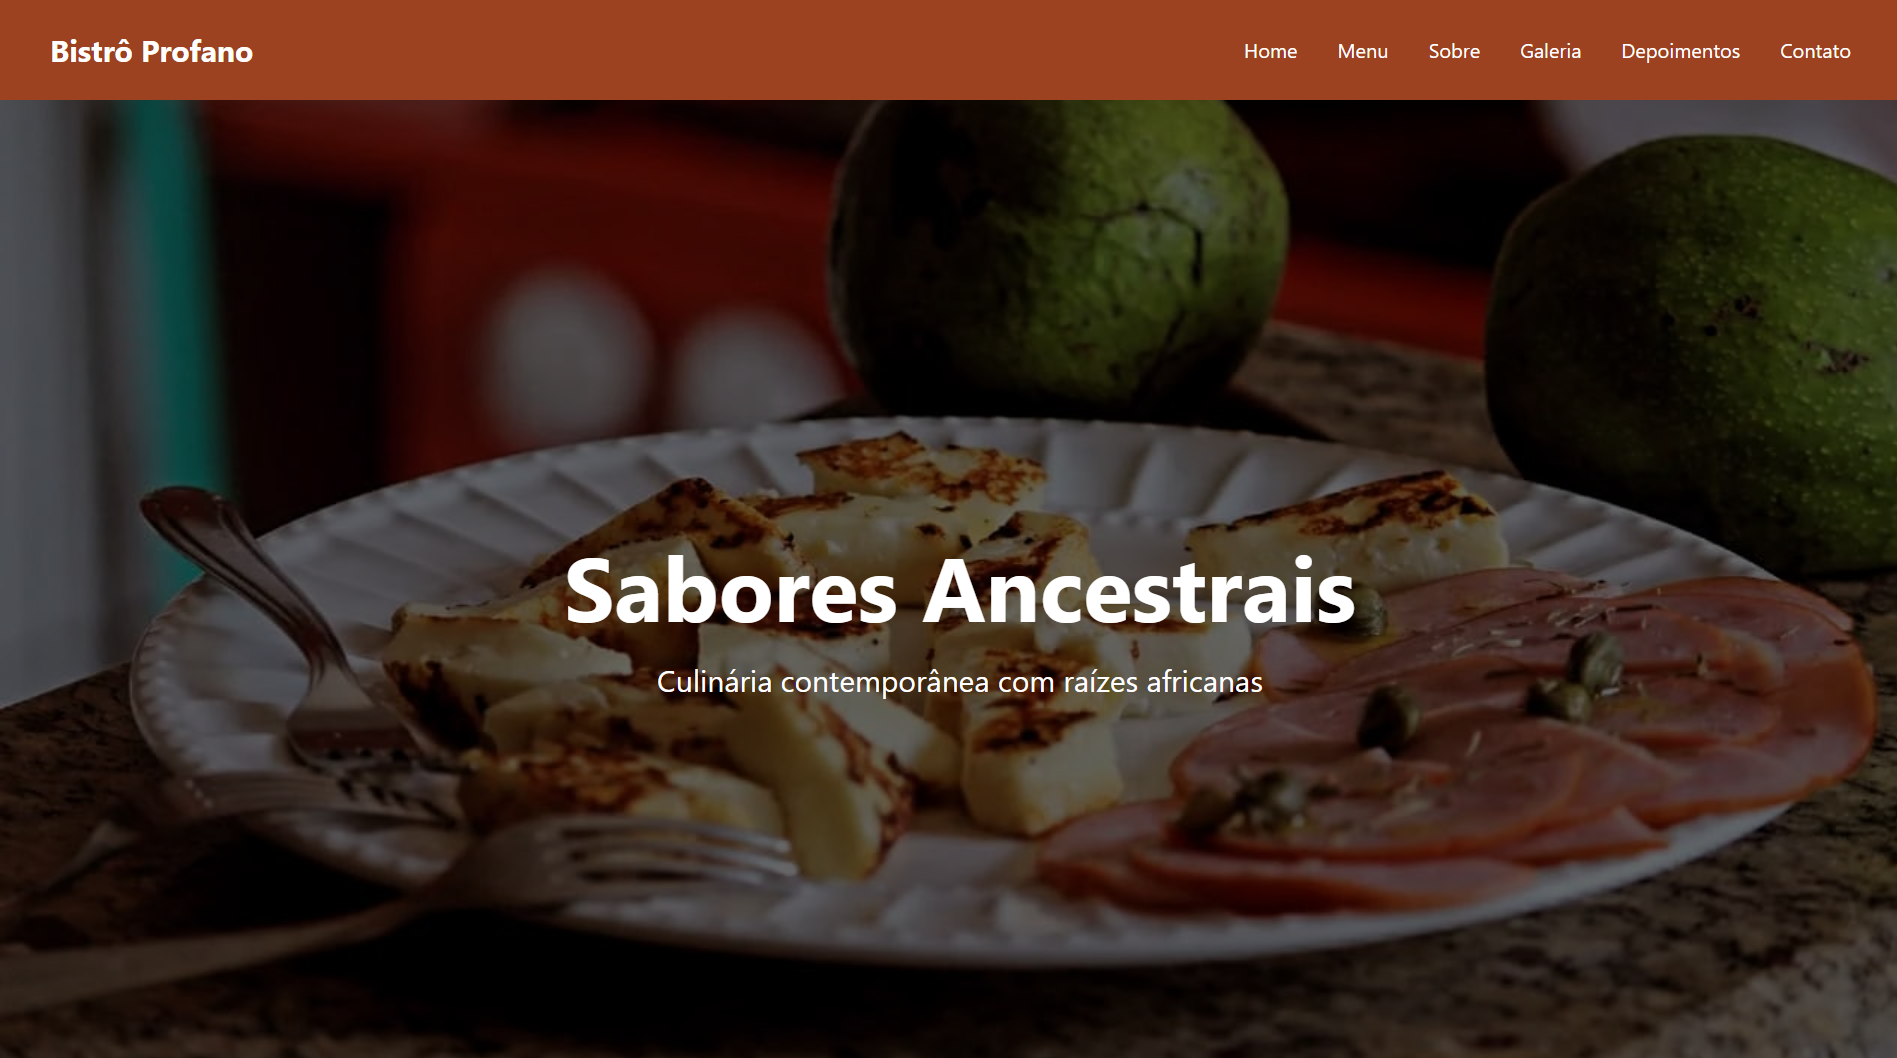 Bistrô Profano
Home Menu Sobre Galeria Depoimentos Contato
Sabores Ancestrais
Culinária contemporânea com raízes africanas